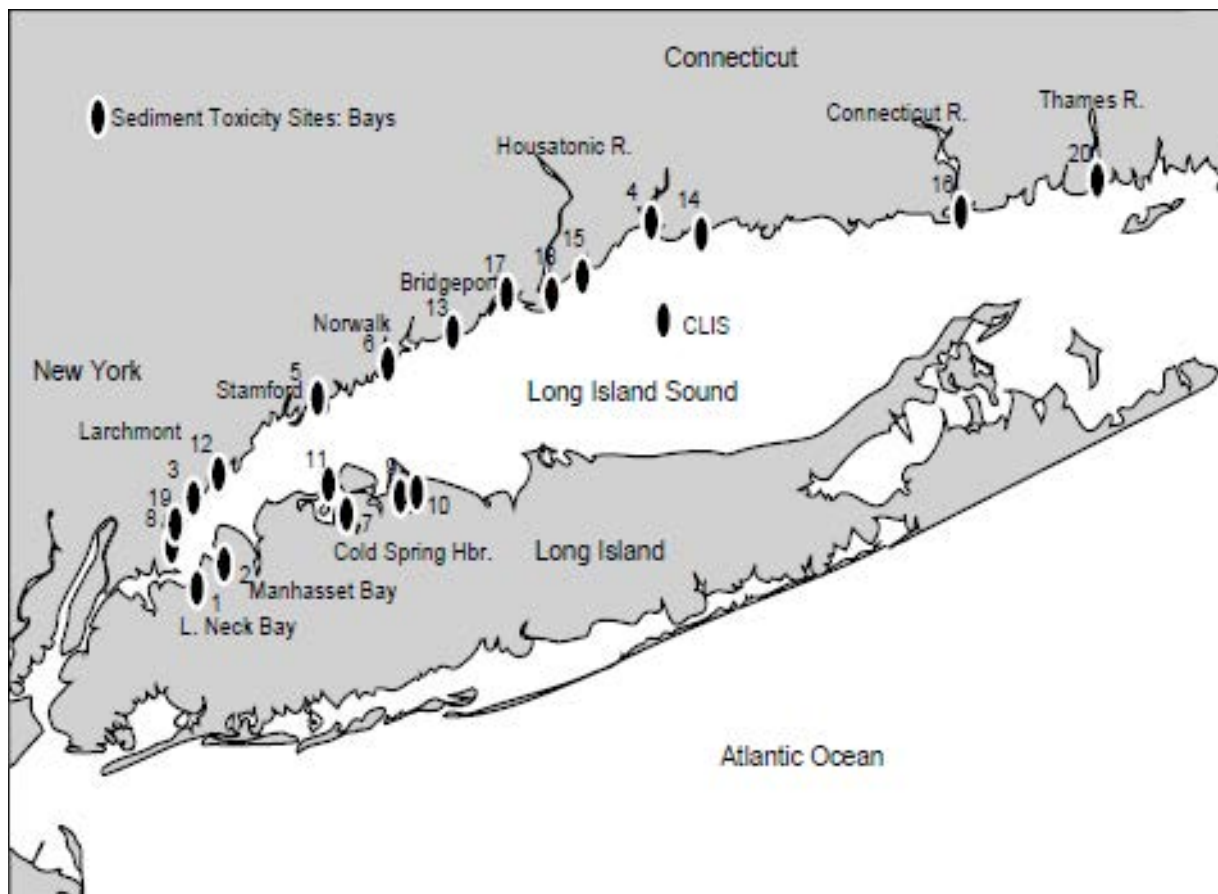 Connecticut
Thames R.
Connecticut R.
Sediment Toxicity Sites: Bays
Housatonic R.
20
4
14
16
15
17
18
Bridgeport
13
CLIS
Norwalk
6
New York
5
Stamford
Long Island Sound
Larchmont
12
11
3
9
19
10
8
7
Cold Spring Hbr.
Long Island
2
Manhasset Bay
1
L. Neck Bay
Atlantic Ocean